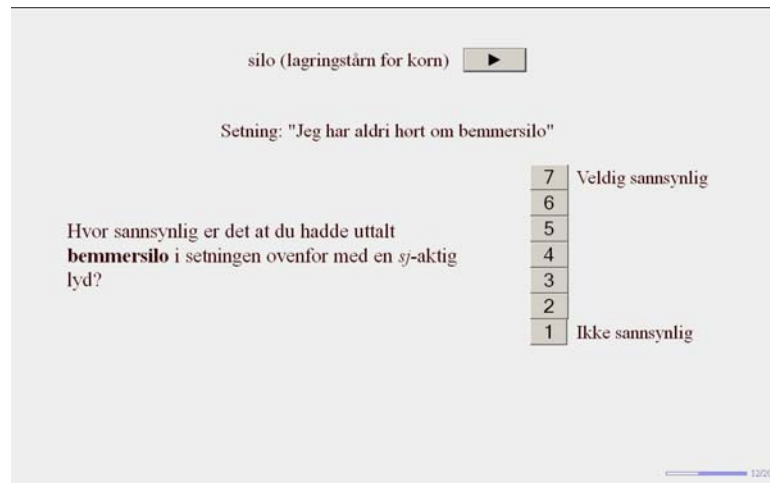 silo (lagringstårn for korn)
Setning: "Jeg har aldri hort om bemmersilo"
7 Veldig sannsynlig
6
Hvor sannsynlig er det at du hadde uttalt
5
bemmersilo i setningen ovenfor med en sj-aktig
4
lyd?
3
2
1 Ikke sannsynlig